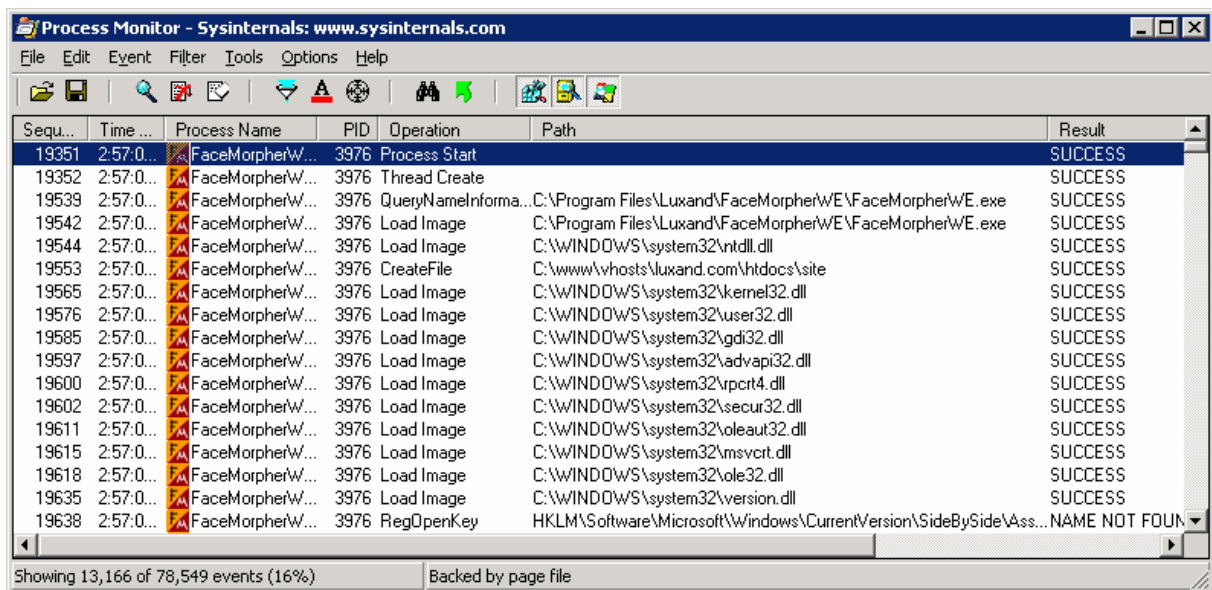 Process Monitor - Sysinternals: www.sysinternals.com
File Edit Event Filter Tools Options Help
Sequ... Time ... Process Name PID Operation Path Result
19351 2:57:0... FaceMorpherW... 3976 Process Start SUCCESS
19352 2:57:0... FaceMorpherW... 3976 Thread Create SUCCESS
19539 2:57:0... FaceMorpherW... 3976 QueryNameInforma... C:\Program Files\Luxand\FaceMorpherWE\FaceMorpherWE.exe SUCCESS
19542 2:57:0... FaceMorpherW... 3976 Load Image C:\Program Files\Luxand\FaceMorpherWE\FaceMorpherWE.exe SUCCESS
19544 2:57:0... FaceMorpherW... 3976 Load Image C:\WINDOWS\system32\ntdll.dll SUCCESS
19553 2:57:0... FaceMorpherW... 3976 CreateFile C:\www\vhosts\luxand.com\htdocs\site SUCCESS
19565 2:57:0... FaceMorpherW... 3976 Load Image C:\WINDOWS\system32\kernel32.dll SUCCESS
19576 2:57:0... FaceMorpherW... 3976 Load Image C:\WINDOWS\system32\user32.dll SUCCESS
19585 2:57:0... FaceMorpherW... 3976 Load Image C:\WINDOWS\system32\gdi32.dll SUCCESS
19597 2:57:0... FaceMorpherW... 3976 Load Image C:\WINDOWS\system32\advapi32.dll SUCCESS
19600 2:57:0... FaceMorpherW... 3976 Load Image C:\WINDOWS\system32\rpcrt4.dll SUCCESS
19602 2:57:0... FaceMorpherW... 3976 Load Image C:\WINDOWS\system32\secur32.dll SUCCESS
19611 2:57:0... FaceMorpherW... 3976 Load Image C:\WINDOWS\system32\oleaut32.dll SUCCESS
19615 2:57:0... FaceMorpherW... 3976 Load Image C:\WINDOWS\system32\msvcrt.dll SUCCESS
19618 2:57:0... FaceMorpherW... 3976 Load Image C:\WINDOWS\system32\ole32.dll SUCCESS
19635 2:57:0... FaceMorpherW... 3976 Load Image C:\WINDOWS\system32\version.dll SUCCESS
19638 2:57:0... FaceMorpherW... 3976 RegOpenKey HKLM\Software\Microsoft\Windows\CurrentVersion\SideBySide\Ass... NAME NOT FOUN
Showing 13,166 of 78,549 events (16%) Backed by page file